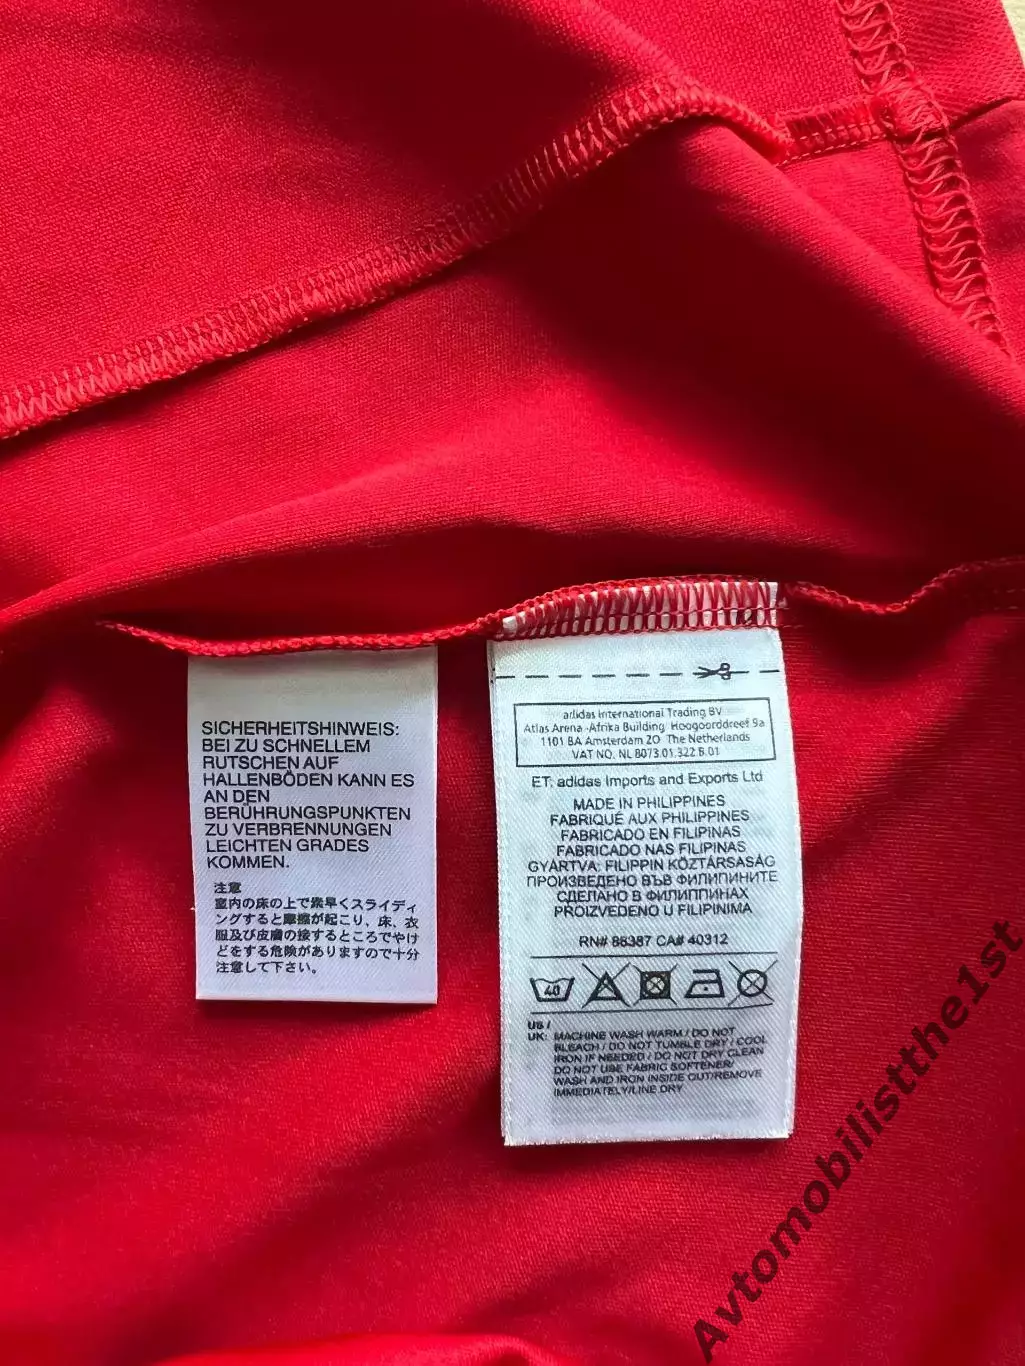 SICHERHEITSHINWEIS:
BEI ZU SCHNELLEM
RUTSCHEN AUF
HALLENBÖDEN KANN ES
AN DEN
BERÜHRUNGSPUNKTEN
ZU VERBRENNUNGEN
LEICHTEN GRADES
KOMMEN.
注意
室内の床の上で素早くスライディ
ングすると摩擦が起こり、床、衣
服及び皮膚の接するところでやけ
どをする危険がありますので十分
注意して下さい。
adidas International Trading BV
Atlas Arena -Afrika Building Hoogoorddreef 9a
1101 BA Amsterdam ZO The Netherlands
VAT NO. NL 8073.01.322.B.01
ET: adidas Imports and Exports Ltd
MADE IN PHILIPPINES
FABRIQUÉ AUX PHILIPPINES
FABRICADO EN FILIPINAS
FABRICADO NAS FILIPINAS
GYÁRTVA: FILIPPIN KÖZTÁRSASÁG
ПРОИЗВЕДЕНО ВЪВ ФИЛИПИНИТЕ
СДЕЛАНО В ФИЛИППИНАХ
PROIZVEDENO U FILIPINIMA
RN# 88387 CA# 40312
40
US /
UK: MACHINE WASH WARM / DO NOT
BLEACH / DO NOT TUMBLE DRY / COOL
IRON IF NEEDED / DO NOT DRY CLEAN
DO NOT USE FABRIC SOFTENER/
WASH AND IRON INSIDE OUT/REMOVE
IMMEDIATELY/LINE DRY
Avtomobilistthe1st